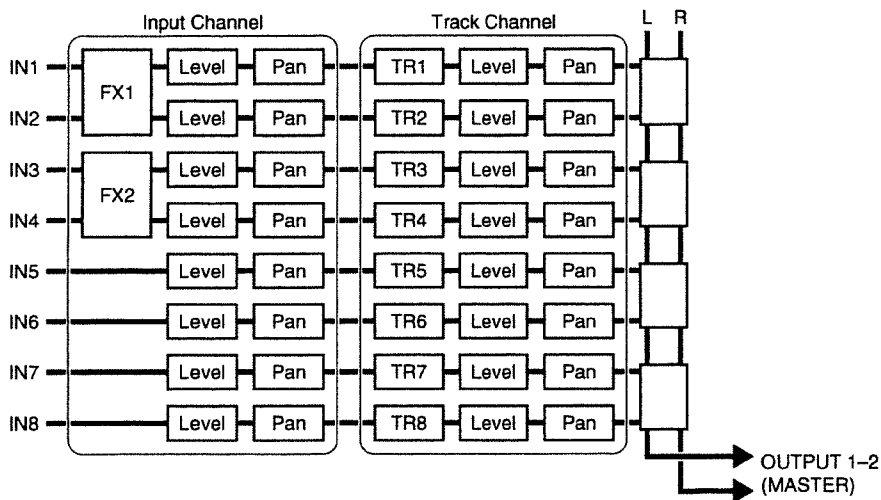 Input Channel Track Channel L R
IN1 Level Pan TR1 Level Pan
FX1
IN2 Level Pan TR2 Level Pan
IN3 Level Pan TR3 Level Pan
FX2
IN4 Level Pan TR4 Level Pan
IN5 Level Pan TR5 Level Pan
IN6 Level Pan TR6 Level Pan
IN7 Level Pan TR7 Level Pan
IN8 Level Pan TR8 Level Pan
OUTPUT 1–2
(MASTER)